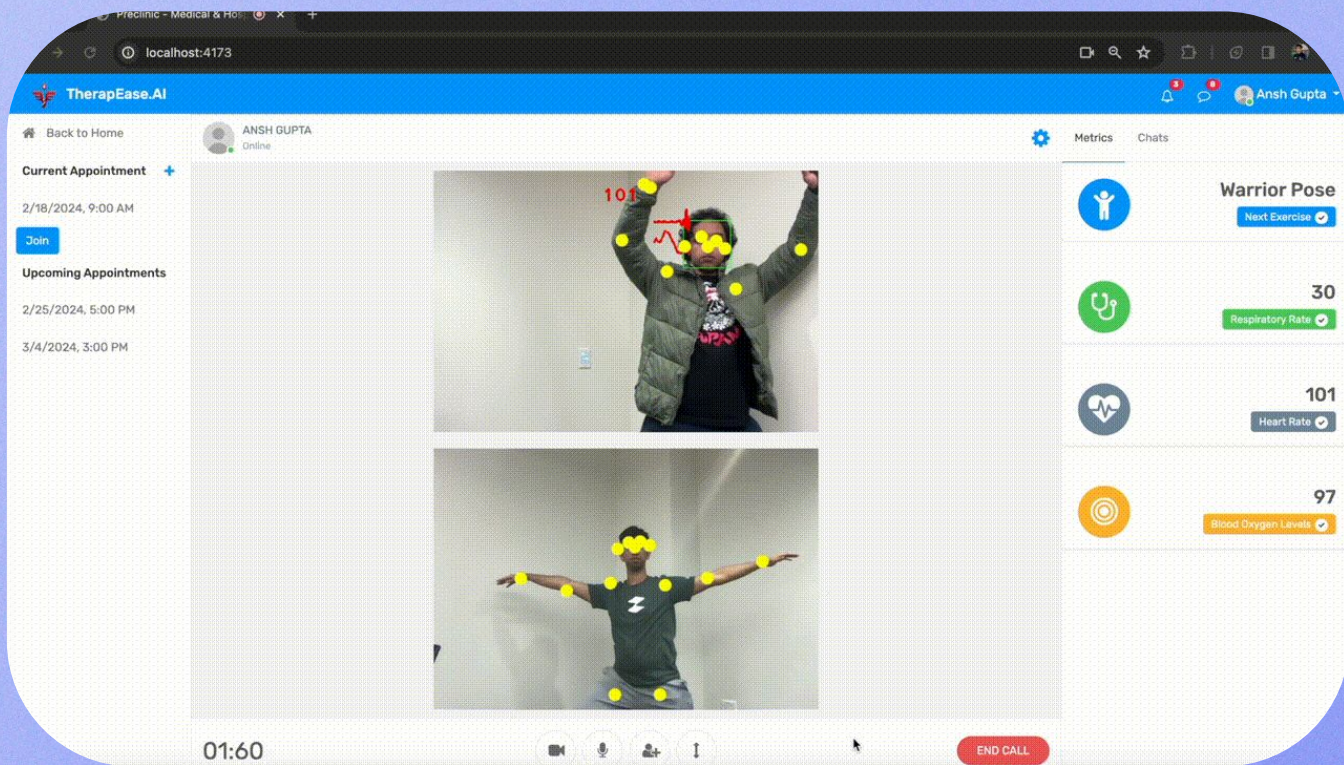 Preclinic - Medical & Hos
localhost:4173
TherapEase.AI
3
Ansh Gupta
Back to Home
Current Appointment
2/18/2024, 9:00 AM
Join
Upcoming Appointments
2/25/2024, 5:00 PM
3/4/2024, 3:00 PM
ANSH GUPTA
Online
101
01:60
END CALL
Metrics
Chats
Warrior Pose
Next Exercise
30
Respiratory Rate
101
Heart Rate
97
Blood Oxygen Levels